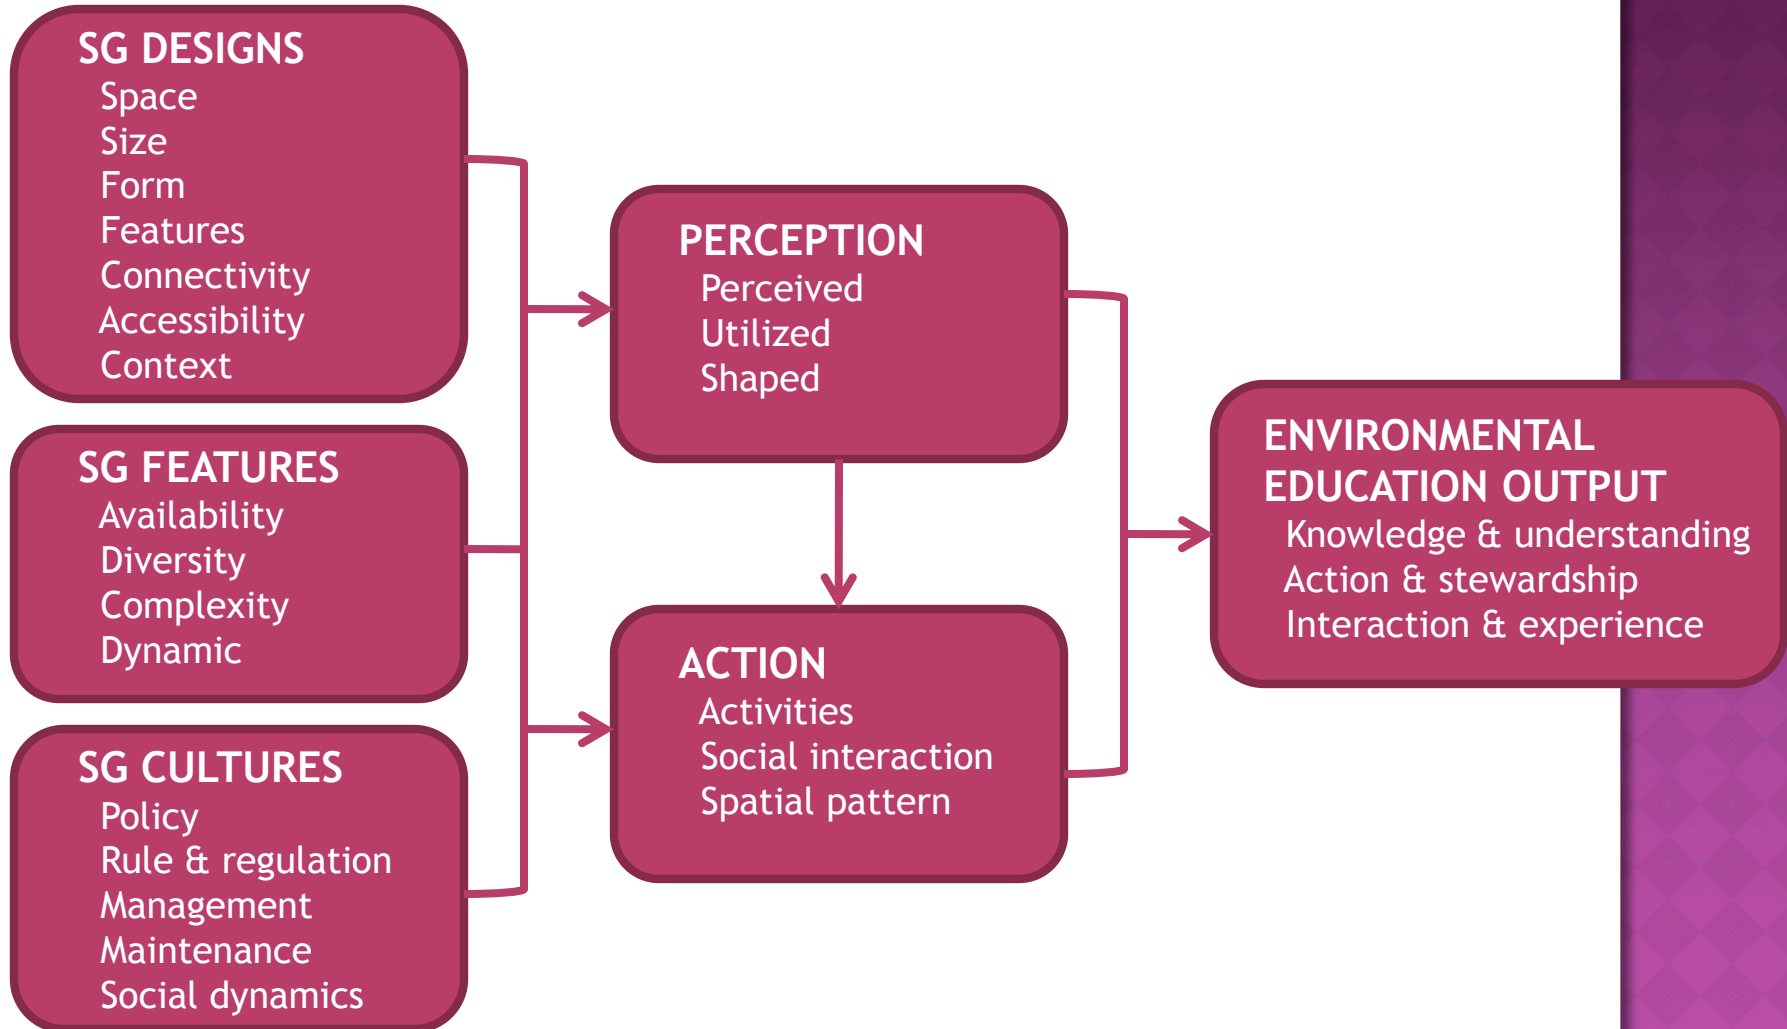 SG DESIGNS
Space
Size
Form
Features
Connectivity
Accessibility
Context
SG FEATURES
Availability
Diversity
Complexity
Dynamic
SG CULTURES
Policy
Rule & regulation
Management
Maintenance
Social dynamics
PERCEPTION
Perceived
Utilized
Shaped
ACTION
Activities
Social interaction
Spatial pattern
ENVIRONMENTAL
EDUCATION OUTPUT
Knowledge & understanding
Action & stewardship
Interaction & experience